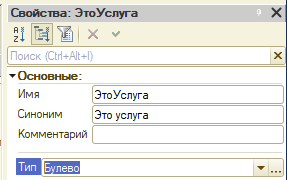 Свойства: ЭтоУслуга
Поиск (Ctrl+Alt+I)
Основные:
Имя ЭтоУслуга
Синоним Это услуга
Комментарий
Тип Булево